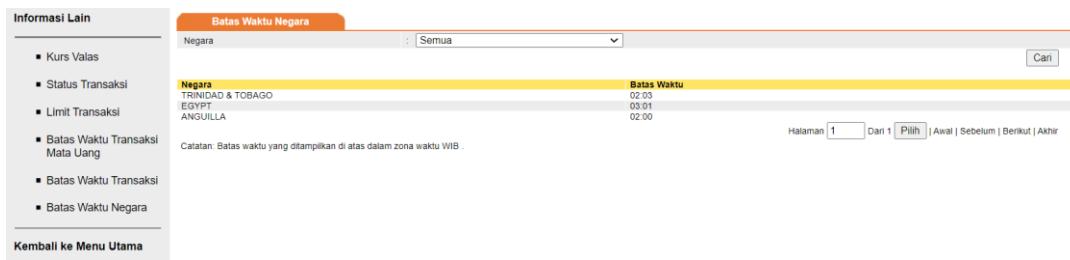 Informasi Lain
Kurs Valas
Status Transaksi
Limit Transaksi
Batas Waktu Transaksi
Mata Uang
Batas Waktu Transaksi
Batas Waktu Negara
Kembali ke Menu Utama
Batas Waktu Negara
Negara : Semua
Cari
Negara Batas Waktu
TRINIDAD & TOBAGO 02:03
EGYPT 03:01
ANGUILLA 02:00
Halaman 1 Dari 1 Pilih | Awal | Sebelum | Berikut | Akhir
Catatan: Batas waktu yang ditampilkan di atas dalam zona waktu WIB .